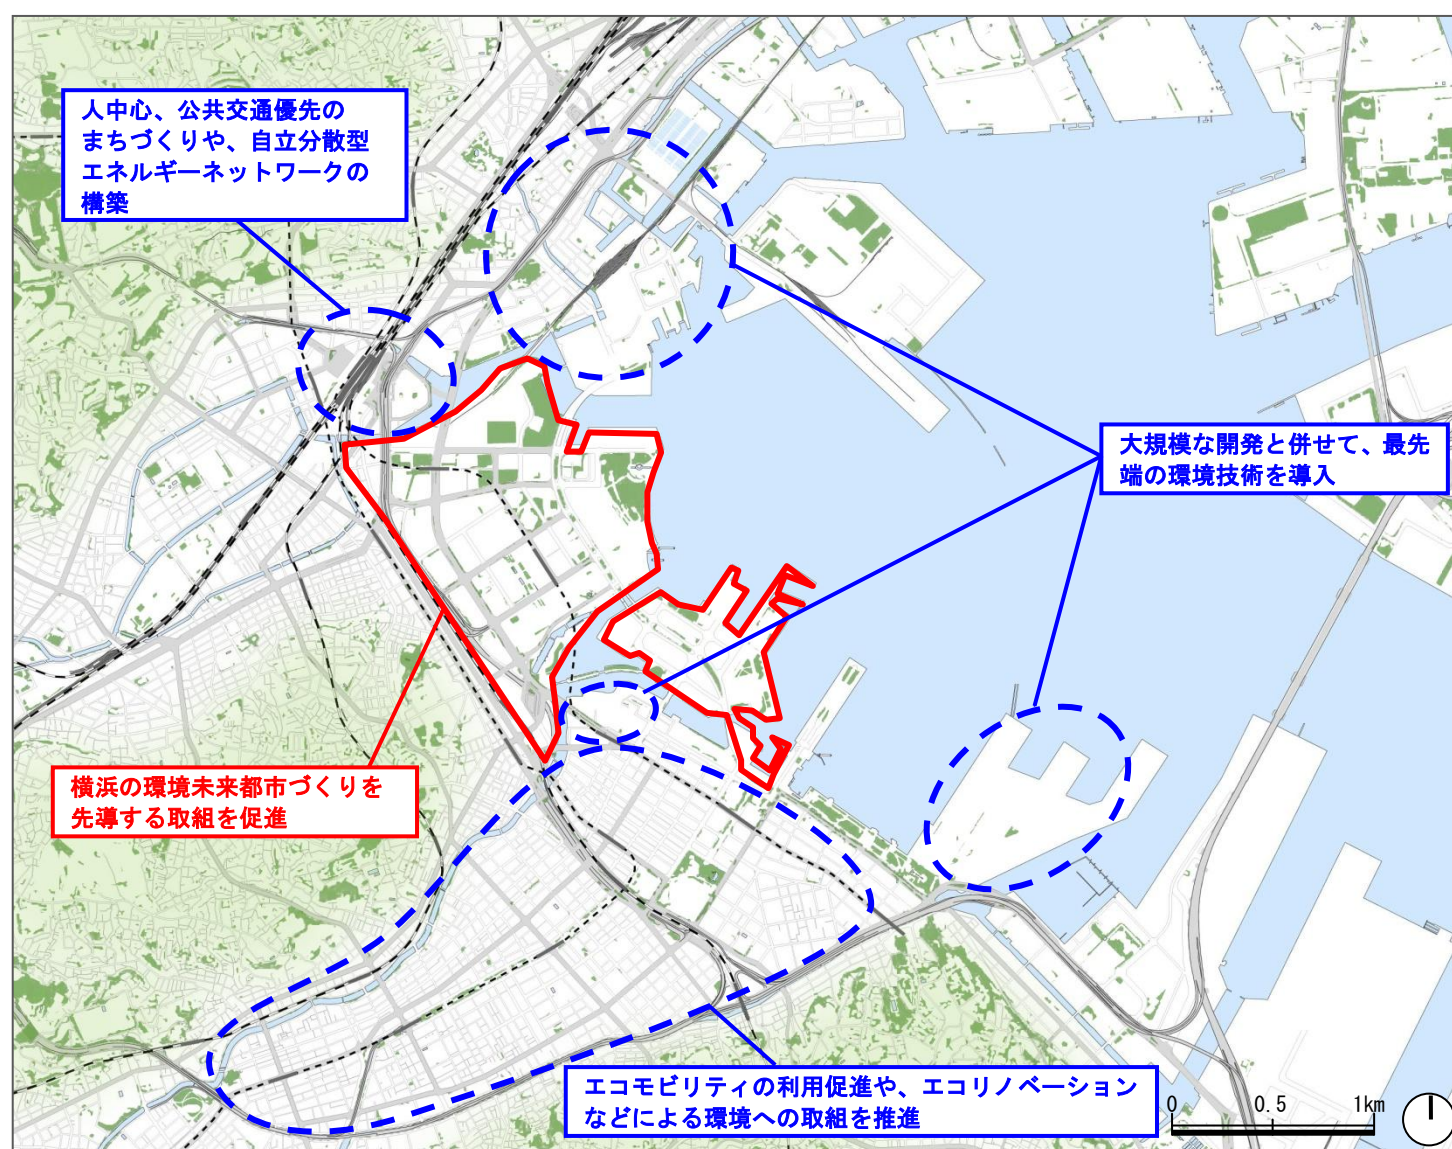 人中心、公共交通優先の
まちづくりや、自立分散型
エネルギーネットワークの
構築
大規模な開発と併せて、最先
端の環境技術を導入
横浜の環境未来都市づくりを
先導する取組を促進
エコモビリティの利用促進や、エコリノベーション
などによる環境への取組を推進
0 0.5 1km